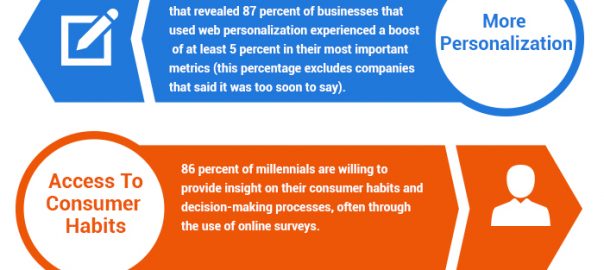 that revealed 87 percent of businesses that
used web personalization experienced a boost
of at least 5 percent in their most important
metrics (this percentage excludes companies
that said it was too soon to say).
More
Personalization
Access To
Consumer
Habits
86 percent of millennials are willing to
provide insight on their consumer habits and
decision-making processes, often through
the use of online surveys.